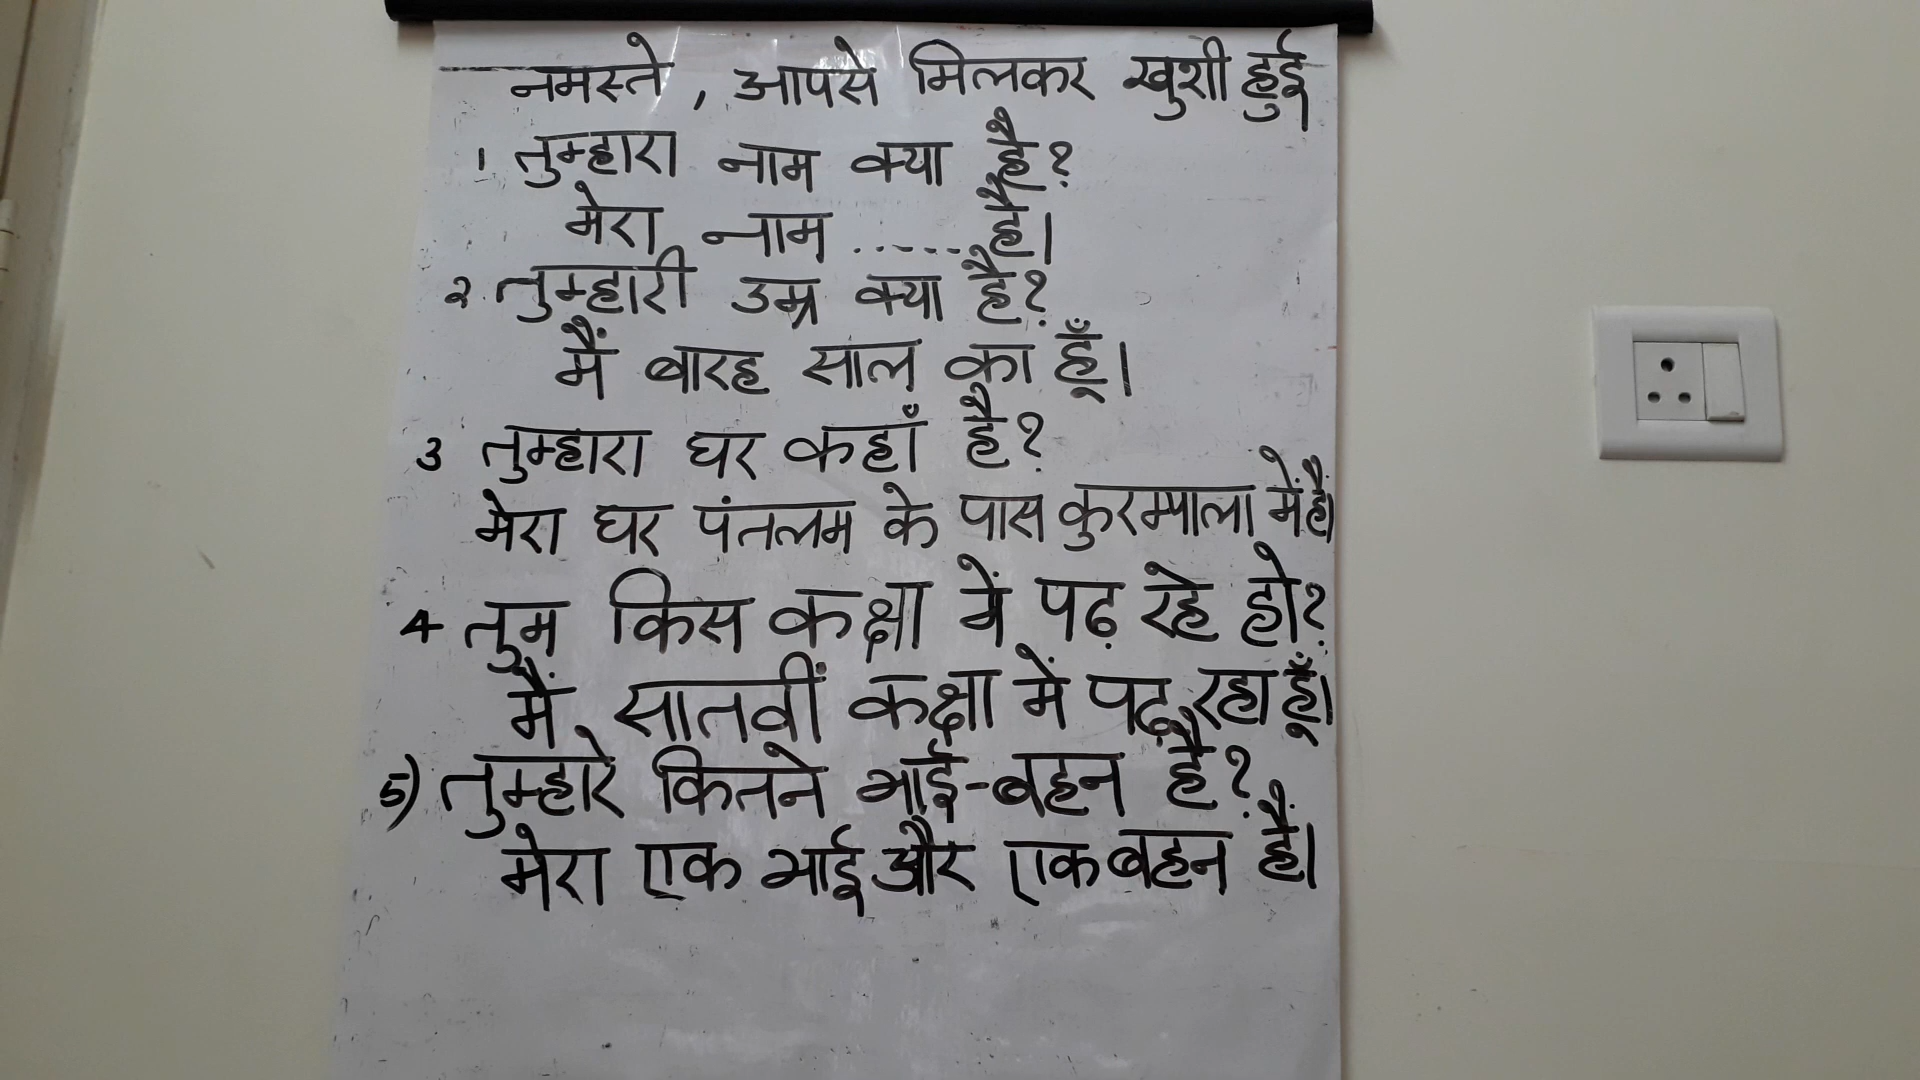 नमस्ते, आपसे मिलकर खुशी हुई
1 तुम्हारा नाम क्या है?
मेरा नाम ...... है।
2. तुम्हारी उम्र क्या है?
मैं बारह साल का हूँ।
3 तुम्हारा घर कहाँ है?
मेरा घर पंतलम के पास कुरम्पाला में है।
4 तुम किस कक्षा में पढ़ रहे हो?
मैं सातवीं कक्षा में पढ़ रहा हूँ।
5) तुम्हारे कितने भाई-बहन है?
मेरा एक भाई और एक बहन हैं।